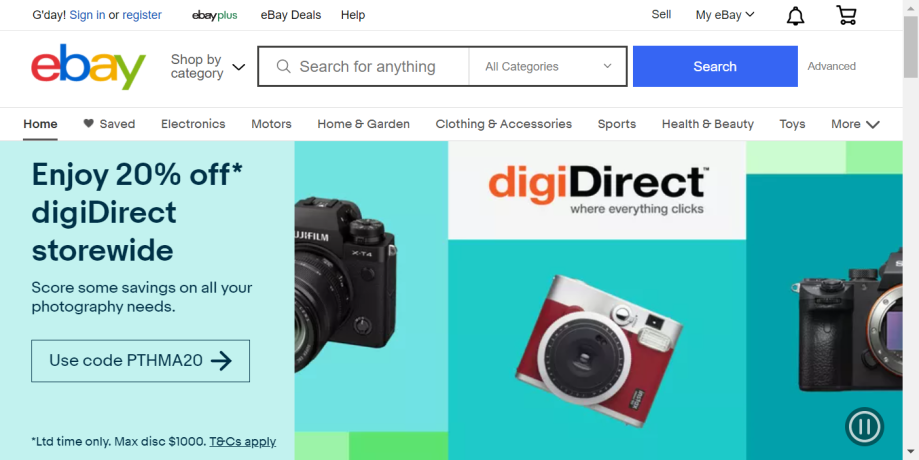 G'day! Sign in or register
ebayplus
eBay Deals
Help
Sell
My eBay
ebay
Shop by
category
Search for anything
All Categories
Search
Advanced
Home
Saved
Electronics
Motors
Home & Garden
Clothing & Accessories
Sports
Health & Beauty
Toys
More
Enjoy 20% off*
digiDirect
storewide
Score some savings on all your
photography needs.
Use code PTHMA20
*Ltd time only. Max disc $1000. T&Cs apply
digiDirect™
where everything clicks
UJIFILM
X-T4